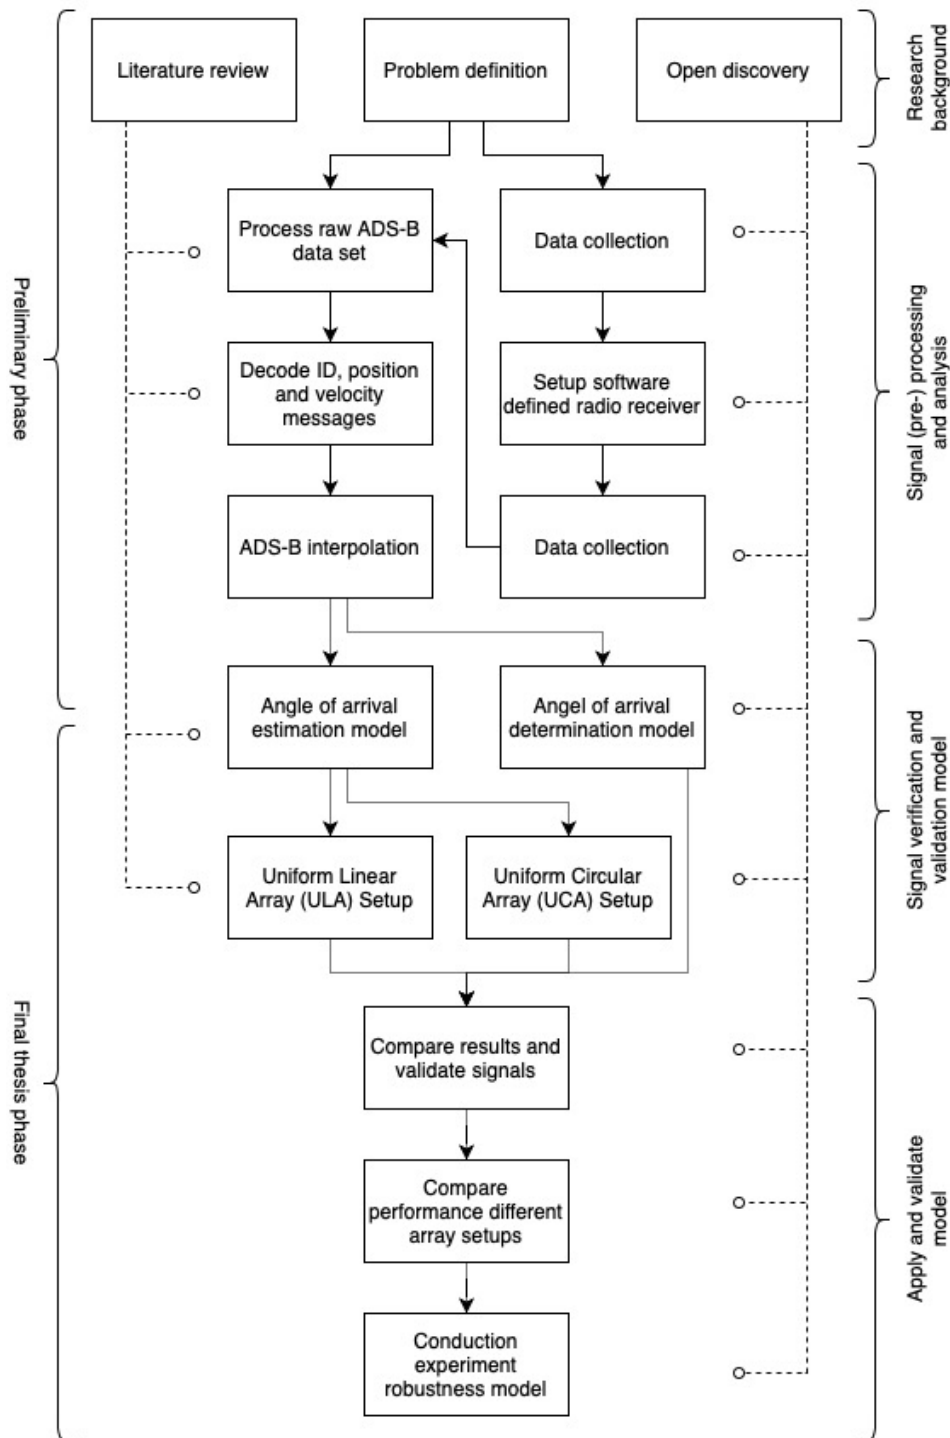 Literature review
Problem definition
Open discovery
Research
background
Process raw ADS-B
data set
Data collection
Decode ID, position
and velocity
messages
Setup software
defined radio receiver
ADS-B interpolation
Data collection
Preliminary phase
Signal (pre-) processing
and analysis
Angle of arrival
estimation model
Angel of arrival
determination model
Uniform Linear
Array (ULA) Setup
Uniform Circular
Array (UCA) Setup
Signal verification and
validation model
Compare results and
validate signals
Compare
performance different
array setups
Conduction
experiment
robustness model
Final thesis phase
Apply and validate
model